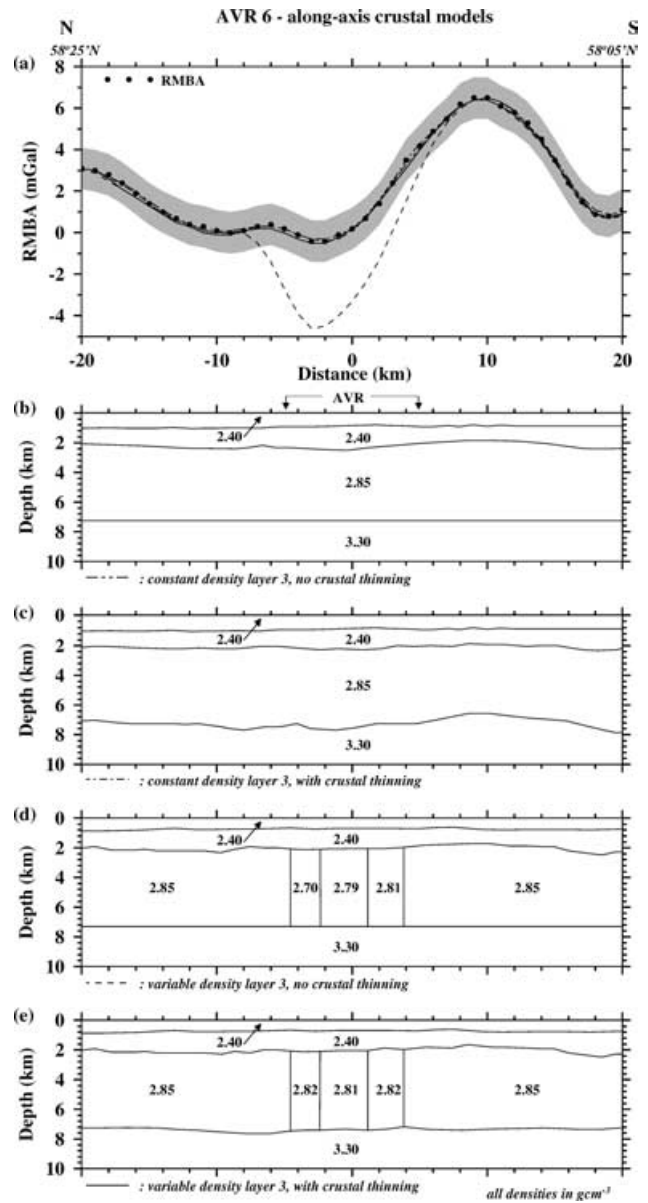 AVR 6 - along-axis crustal models
N S
58°25'N 58°05'N
(a)
RMBA
8
6
4
2
0
-2
-4
RMBA (mGal)
-20 -10 0 10 20
Distance (km)
AVR
(b)
0
2
4
6
8
10
Depth (km)
2.40 2.40
2.85
3.30
: constant density layer 3, no crustal thinning
(c)
0
2
4
6
8
10
Depth (km)
2.40 2.40
2.85
3.30
: constant density layer 3, with crustal thinning
(d)
0
2
4
6
8
10
Depth (km)
2.40 2.40
2.85 2.70 2.79 2.81 2.85
3.30
: variable density layer 3, no crustal thinning
(e)
0
2
4
6
8
10
Depth (km)
2.40 2.40
2.85 2.82 2.81 2.82 2.85
3.30
: variable density layer 3, with crustal thinning
all densities in gcm⁻³